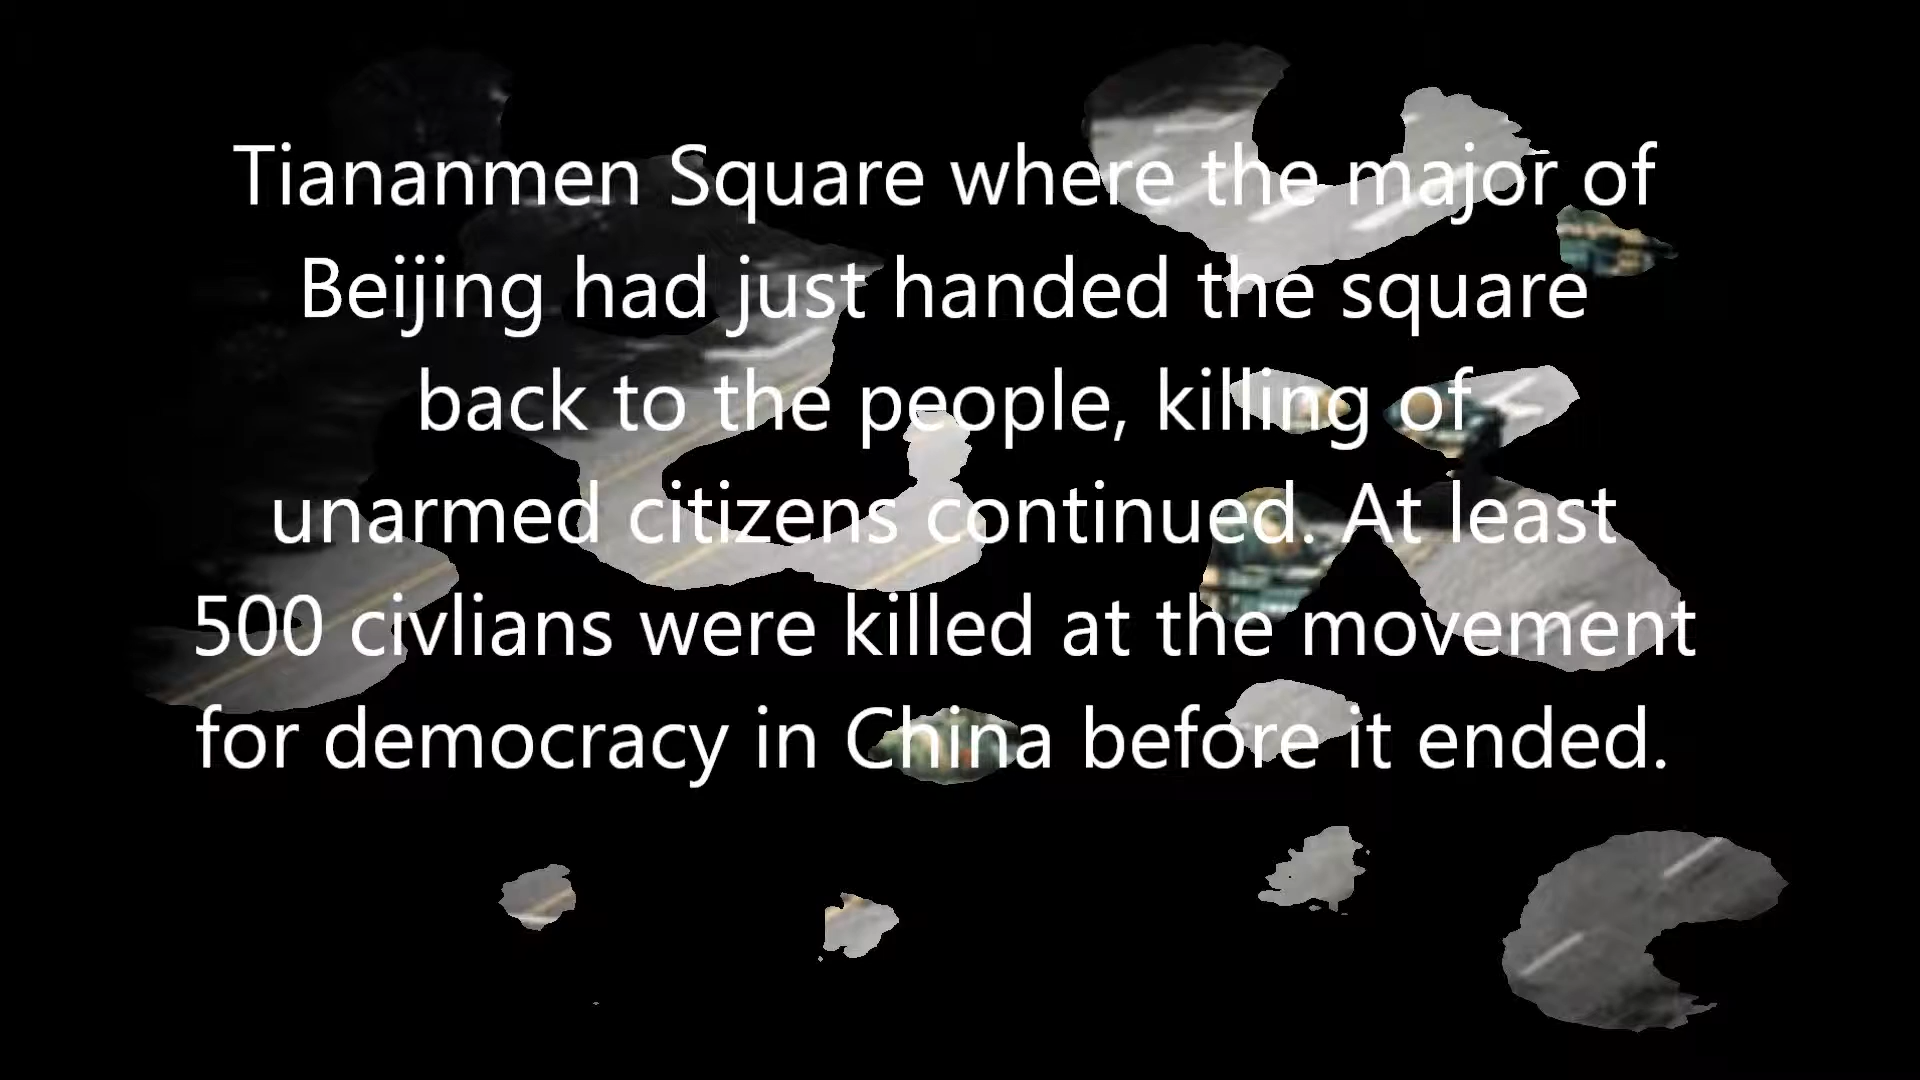 Tiananmen Square where the major of
Beijing had just handed the square
back to the people, killing of
unarmed citizens continued. At least
500 civlians were killed at the movement
for democracy in China before it ended.